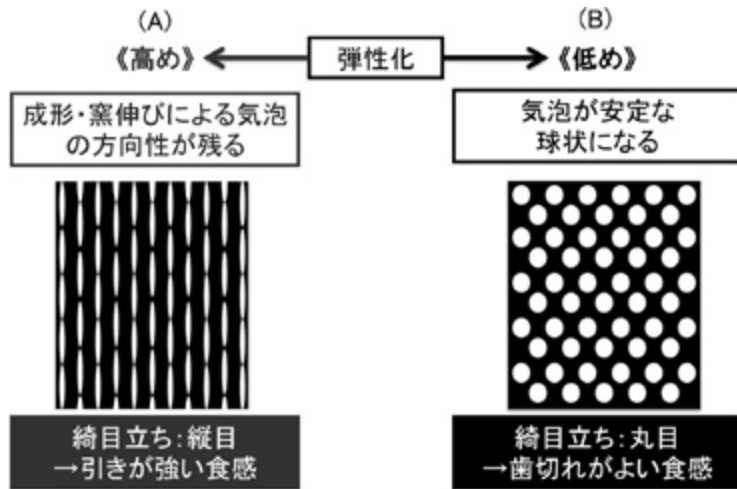 (A)
(B)
《高め》
弾性化
《低め》
成形・窯伸びによる気泡
の方向性が残る
気泡が安定な
球状になる
綺目立ち:縦目
→引きが強い食感
綺目立ち:丸目
→歯切れがよい食感